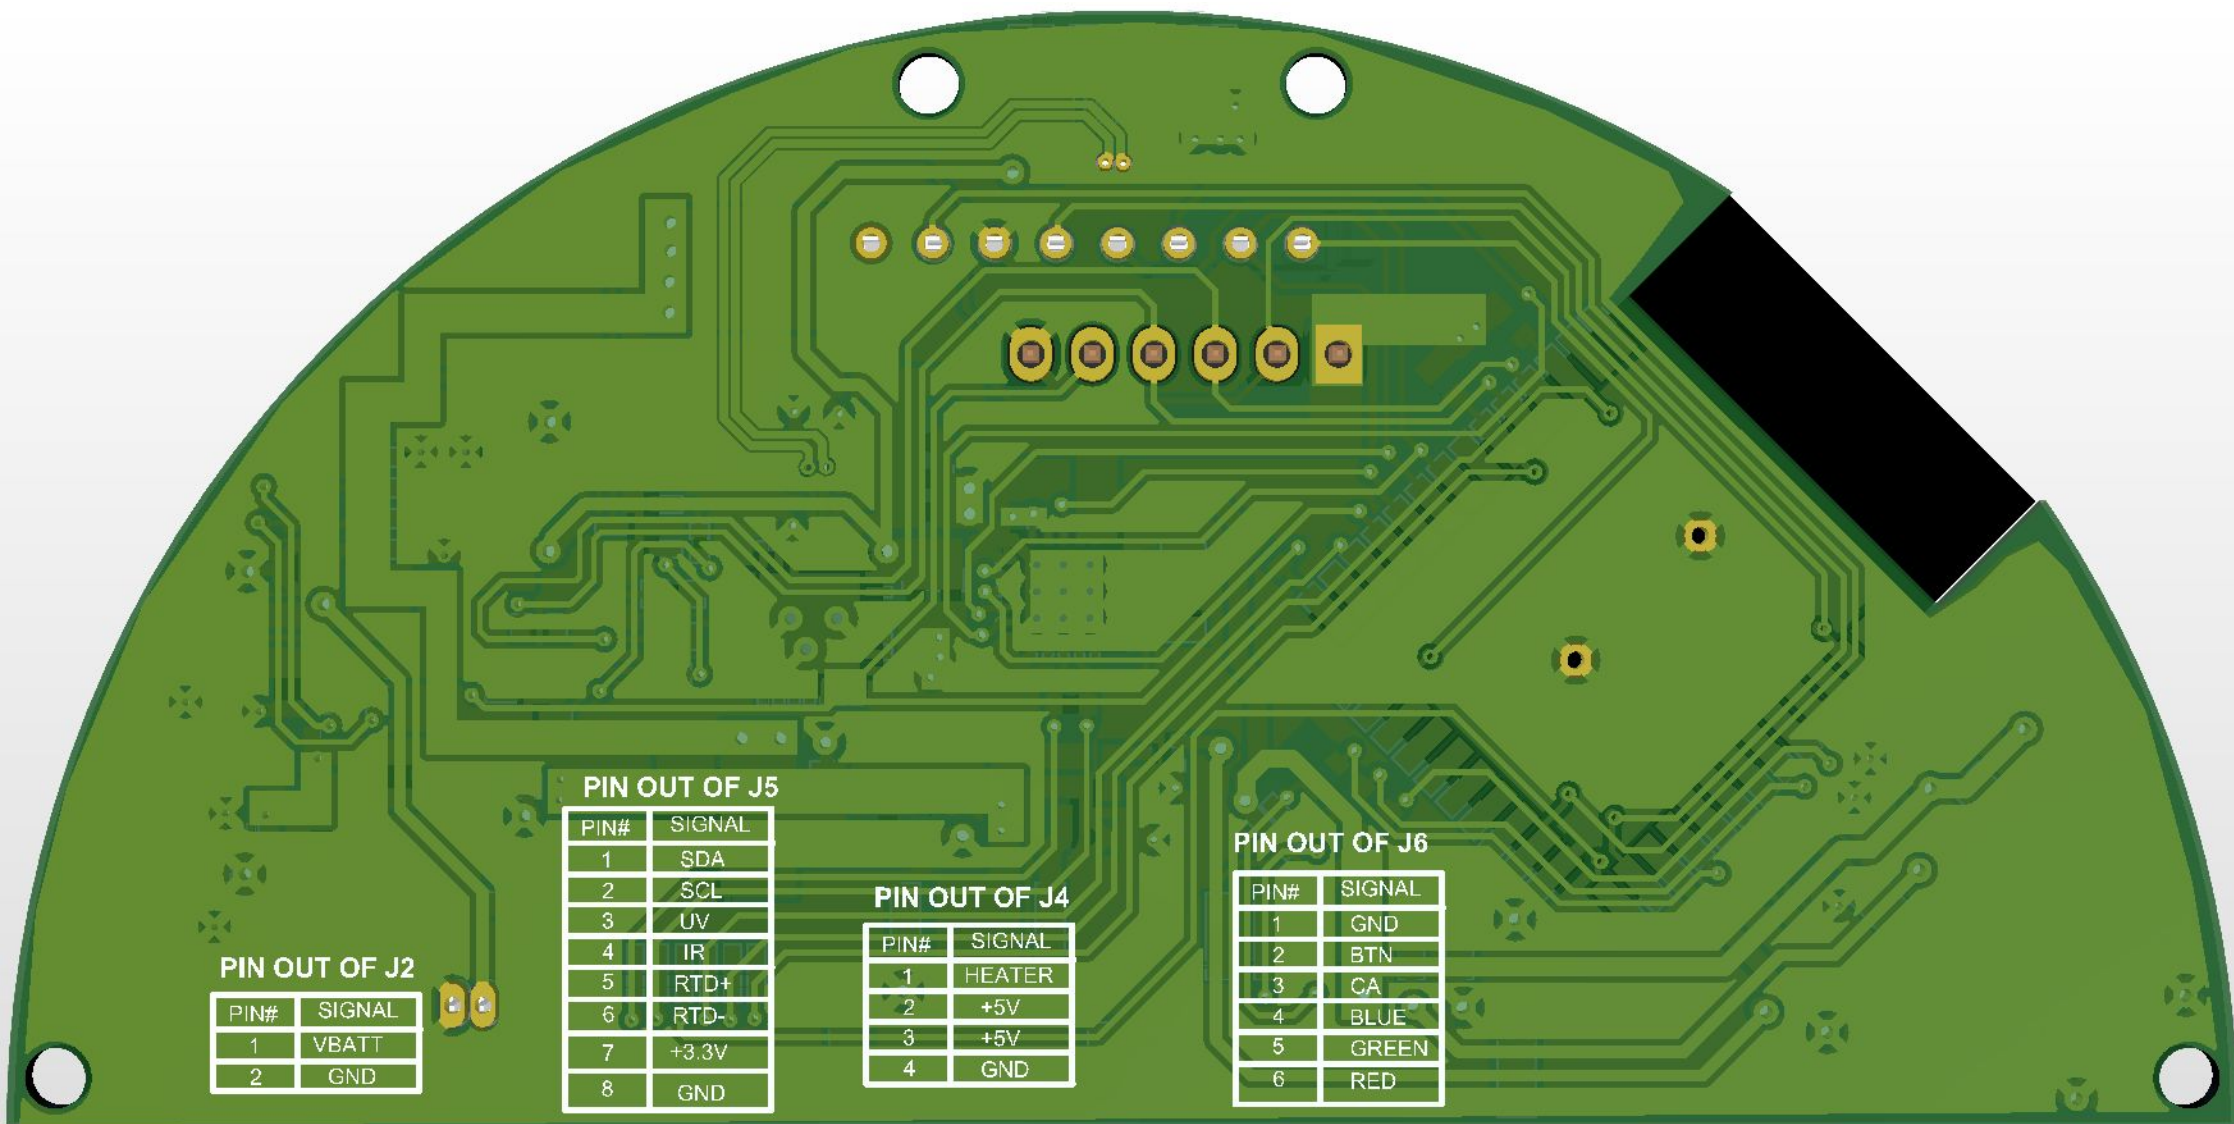 PIN OUT OF J5
PIN# SIGNAL
1 SDA
2 SCL
3 UV
4 IR
5 RTD+
6 RTD-
7 +3.3V
8 GND
PIN OUT OF J6
PIN# SIGNAL
1 GND
2 BTN
3 CA
4 BLUE
5 GREEN
6 RED
PIN OUT OF J4
PIN# SIGNAL
1 HEATER
2 +5V
3 +5V
4 GND
PIN OUT OF J2
PIN# SIGNAL
1 VBATT
2 GND